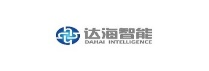 达海智能
DAHAI INTELLIGENCE